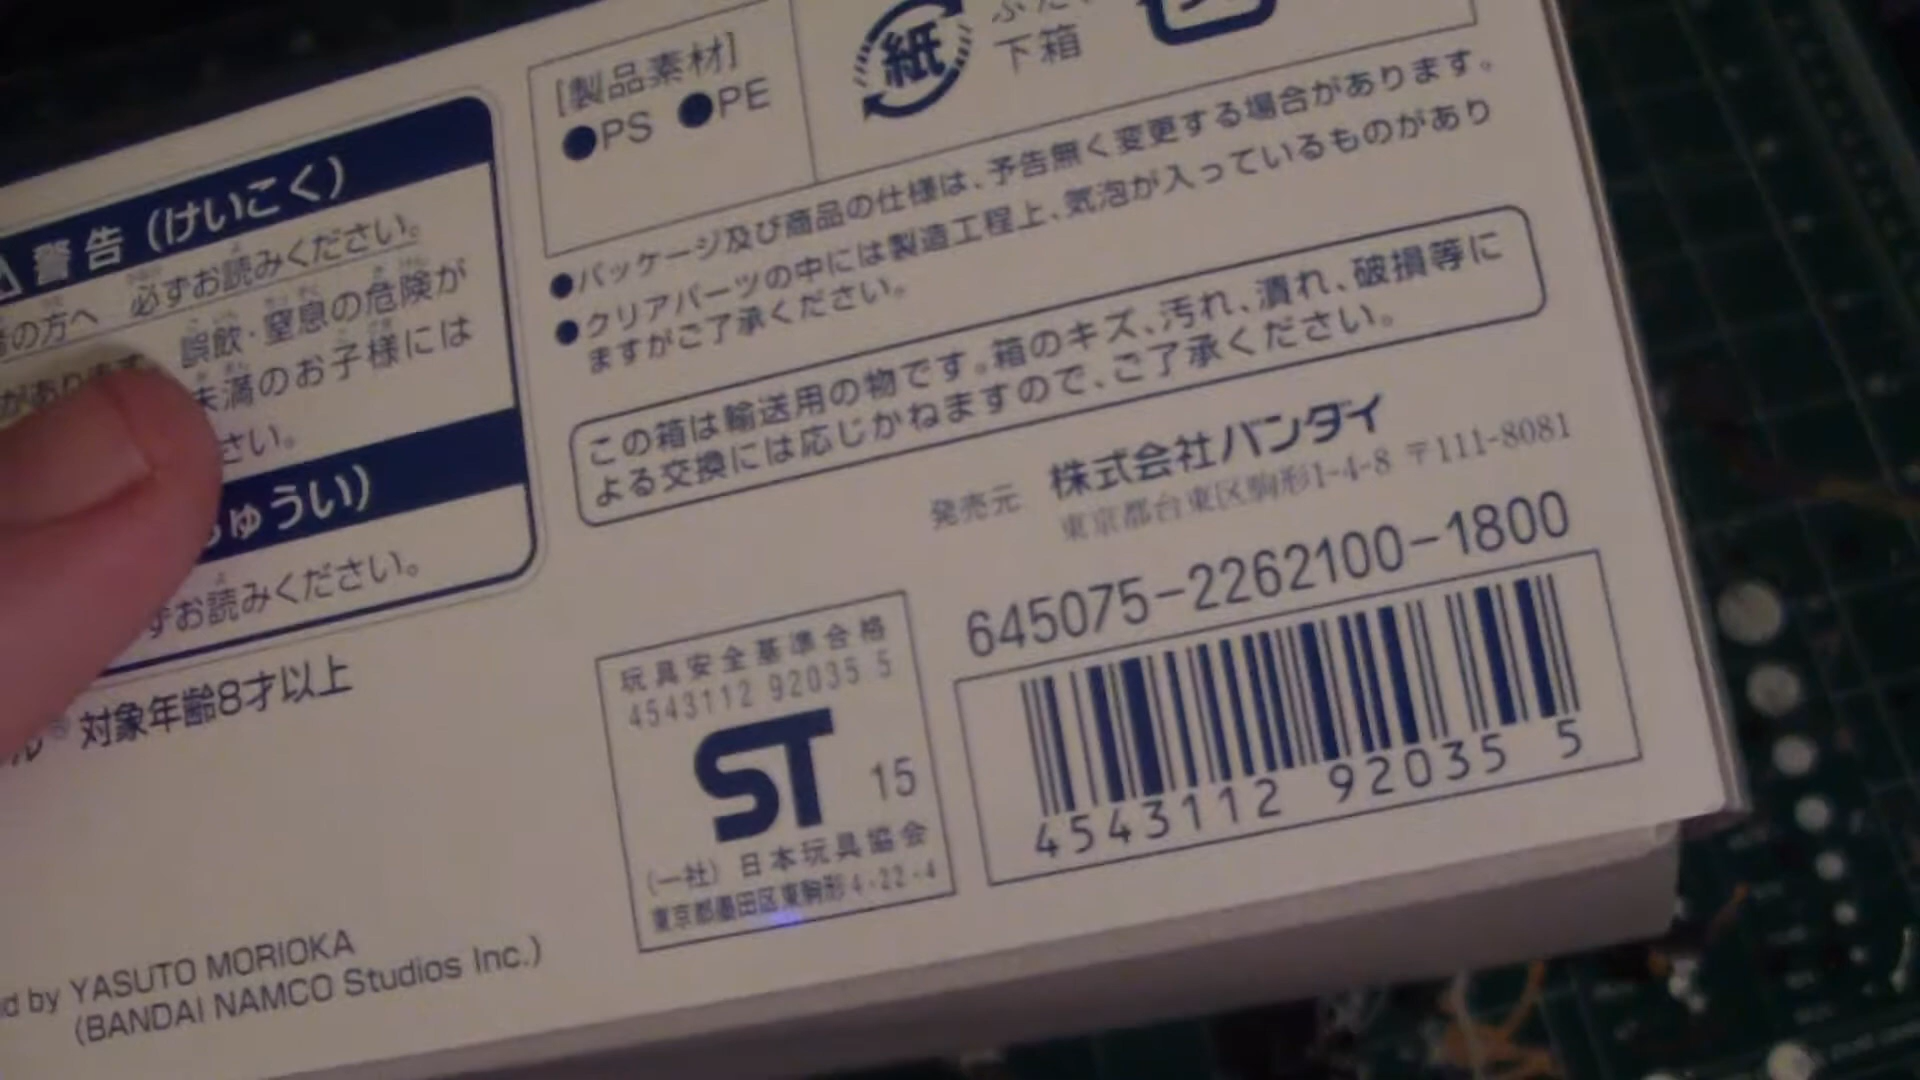 警告(けいこく)
の方へ 必ずお読みください。
誤飲・窒息の危険が
があります
未満のお子様には
さい。
ゅうい)
ずお読みください。
対象年齢8才以上
YASUTO MORIOKA
(BANDAI NAMCO Studios Inc.)
[製品素材]
●PS ●PE
紙
下箱
●パッケージ及び商品の仕様は、予告無く変更する場合があります。
●クリアパーツの中には製造工程上、気泡が入っているものがあり
ますがご了承ください。
この箱は輸送用の物です。箱のキズ、汚れ、潰れ、破損等に
よる交換には応じかねますので、ご了承ください。
発売元 株式会社バンダイ
東京都台東区駒形1-4-8 〒111-8081
645075-2262100-1800
4543112 92035 5
玩具安全基準合格
4543112 92035 5
ST 15
(一社) 日本玩具協会
東京都墨田区東駒形4-22-4